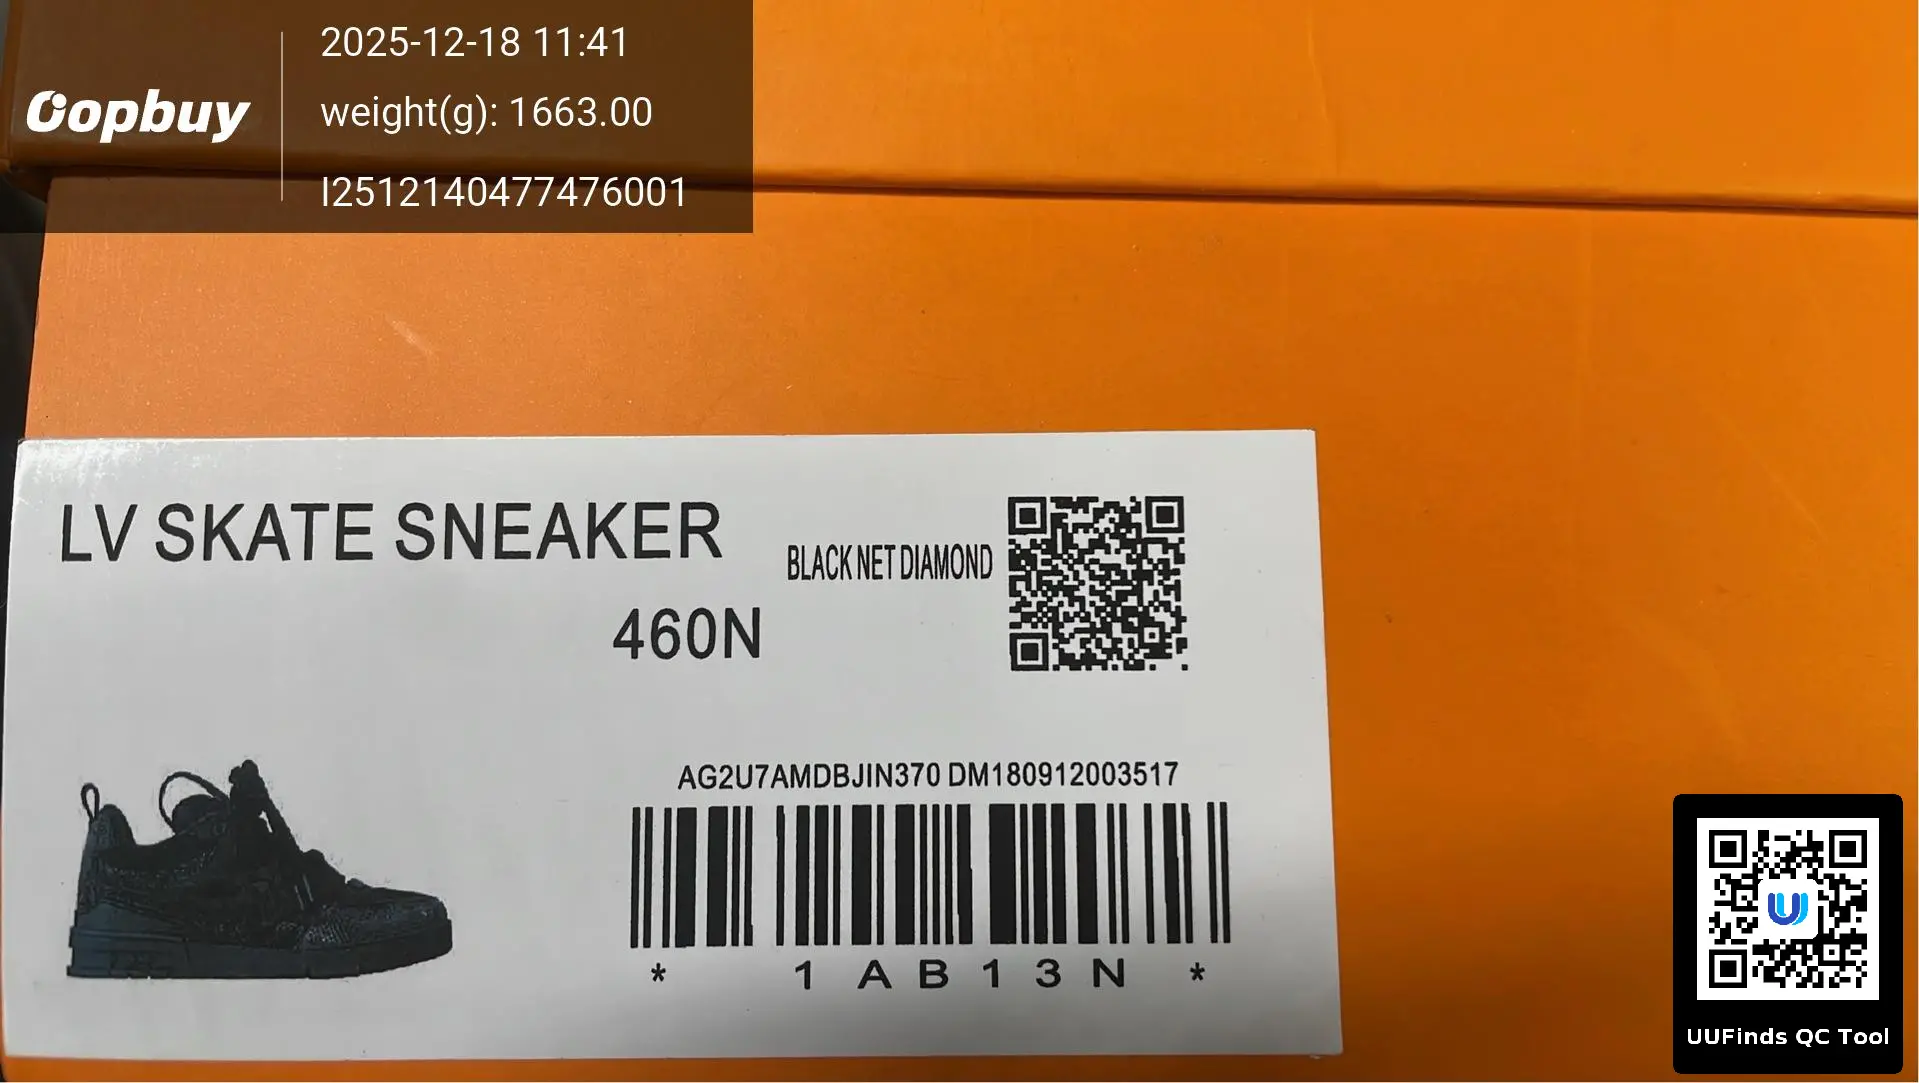 Oopbuy
2025-12-18 11:41
weight(g): 1663.00
I2512140477476001
LV SKATE SNEAKER
BLACK NET DIAMOND
460N
AG2U7AMDBJIN370 DM180912003517
* 1 A B 1 3 N *
UUFinds QC Tool